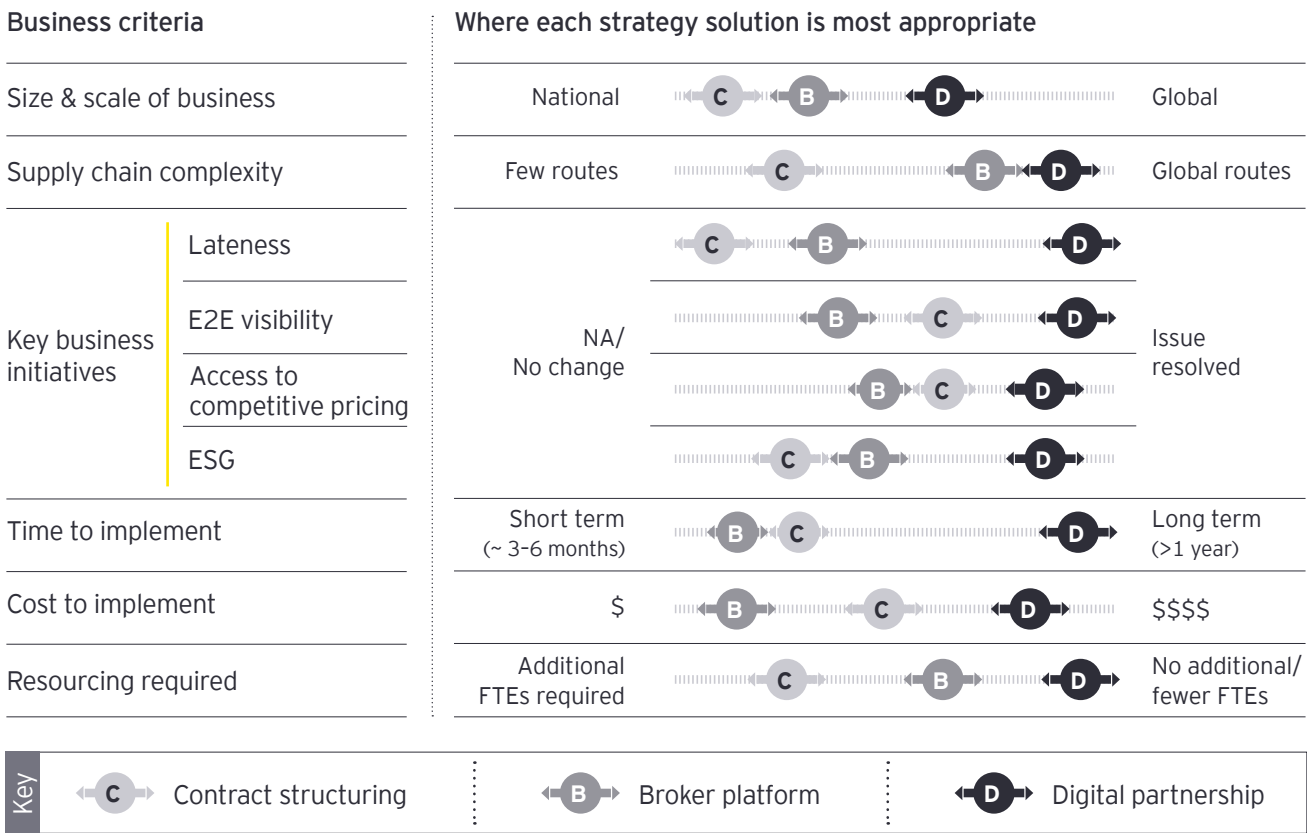 Business criteria
Where each strategy solution is most appropriate
Size & scale of business
National
C
B
D
Global
Supply chain complexity
Few routes
C
B
D
Global routes
Key business
initiatives
Lateness
E2E visibility
Access to
competitive pricing
ESG
NA/
No change
C
B
D
B
C
D
B
C
D
C
B
D
Issue
resolved
Time to implement
Short term
(~ 3–6 months)
B
C
D
Long term
(>1 year)
Cost to implement
$
B
C
D
$$$$
Resourcing required
Additional
FTEs required
C
B
D
No additional/
fewer FTEs
Key
C
Contract structuring
B
Broker platform
D
Digital partnership